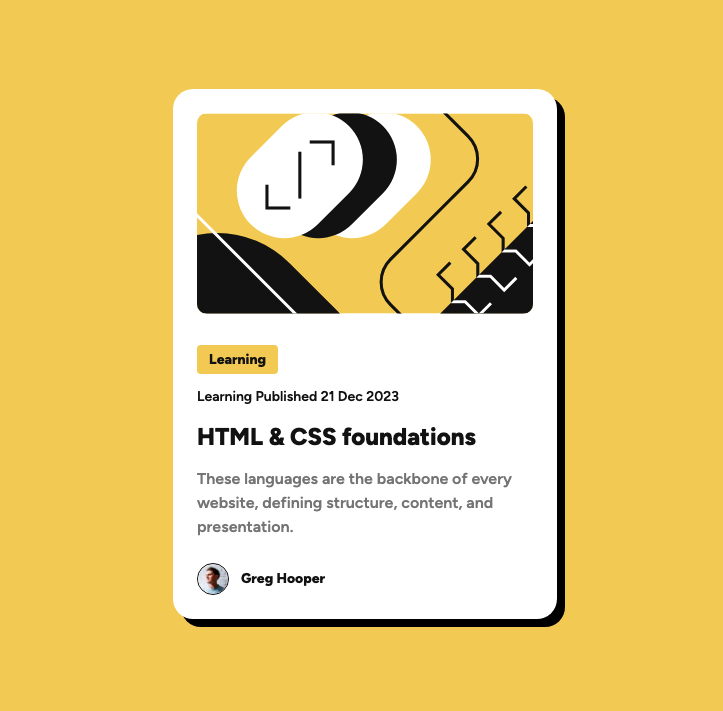 Learning
Learning Published 21 Dec 2023
HTML & CSS foundations
These languages are the backbone of every
website, defining structure, content, and
presentation.
Greg Hooper